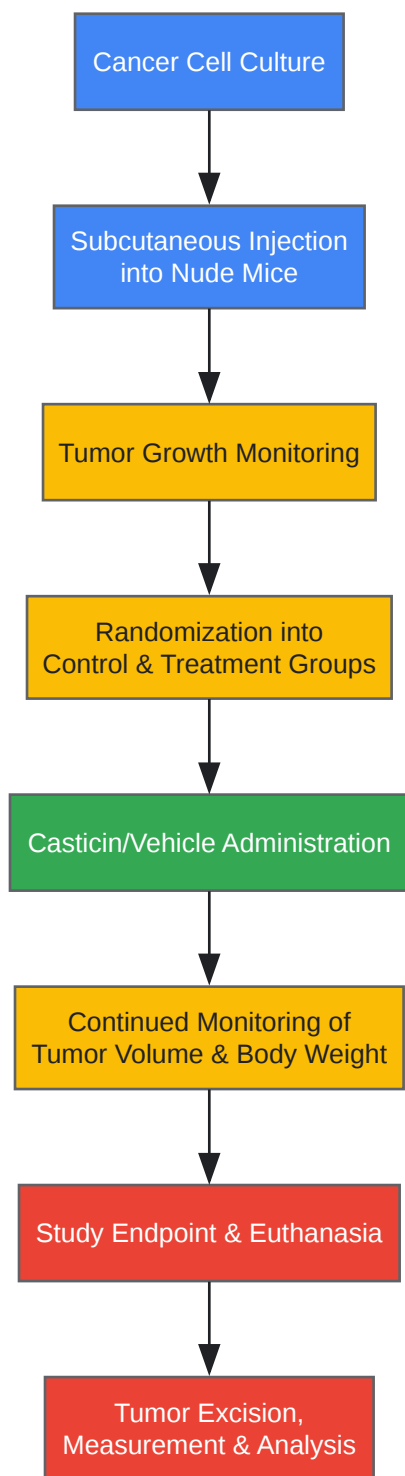 Cancer Cell Culture
Subcutaneous Injection
into Nude Mice
Tumor Growth Monitoring
Randomization into
Control & Treatment Groups
Casticin/Vehicle Administration
Continued Monitoring of
Tumor Volume & Body Weight
Study Endpoint & Euthanasia
Tumor Excision,
Measurement & Analysis